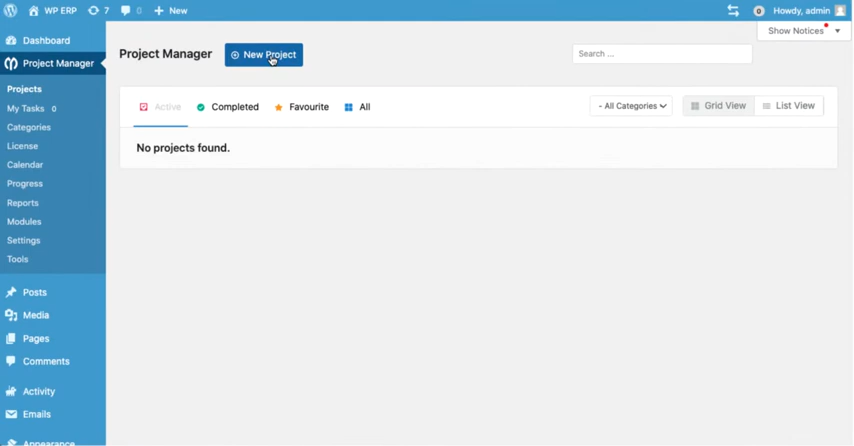 WP ERP 7 0 New 0 Howdy, admin
Show Notices
Dashboard
Project Manager
Projects
My Tasks 0
Categories
License
Calendar
Progress
Reports
Modules
Settings
Tools
Posts
Media
Pages
Comments
Activity
Emails
Appearance
Project Manager New Project Search ...
Active Completed Favourite All - All Categories Grid View List View
No projects found.